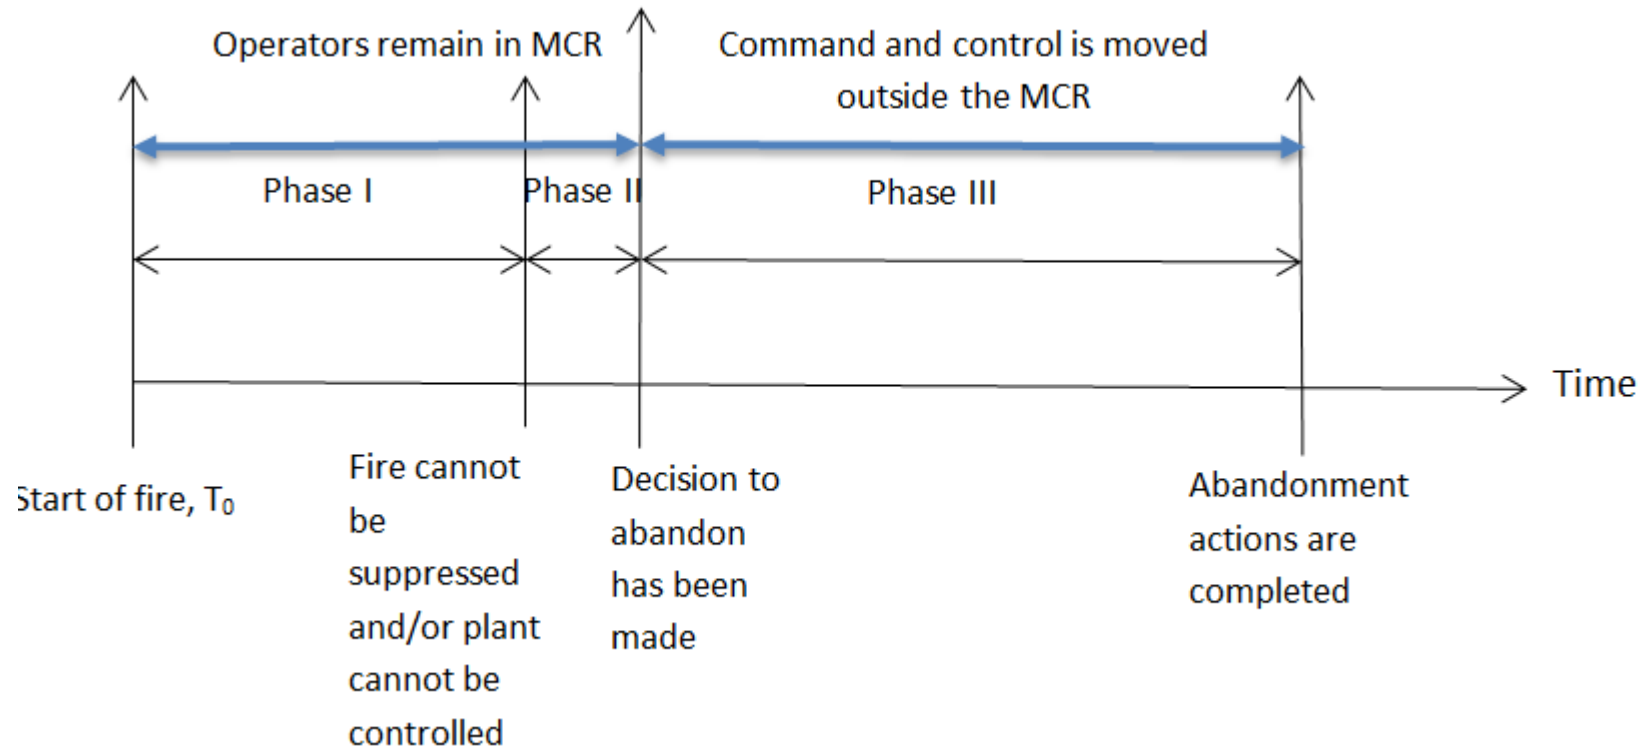 Operators remain in MCR
Command and control is moved
outside the MCR
Phase I
Phase II
Phase III
Time
Start of fire, T₀
Fire cannot
be
suppressed
and/or plant
cannot be
controlled
Decision to
abandon
has been
made
Abandonment
actions are
completed